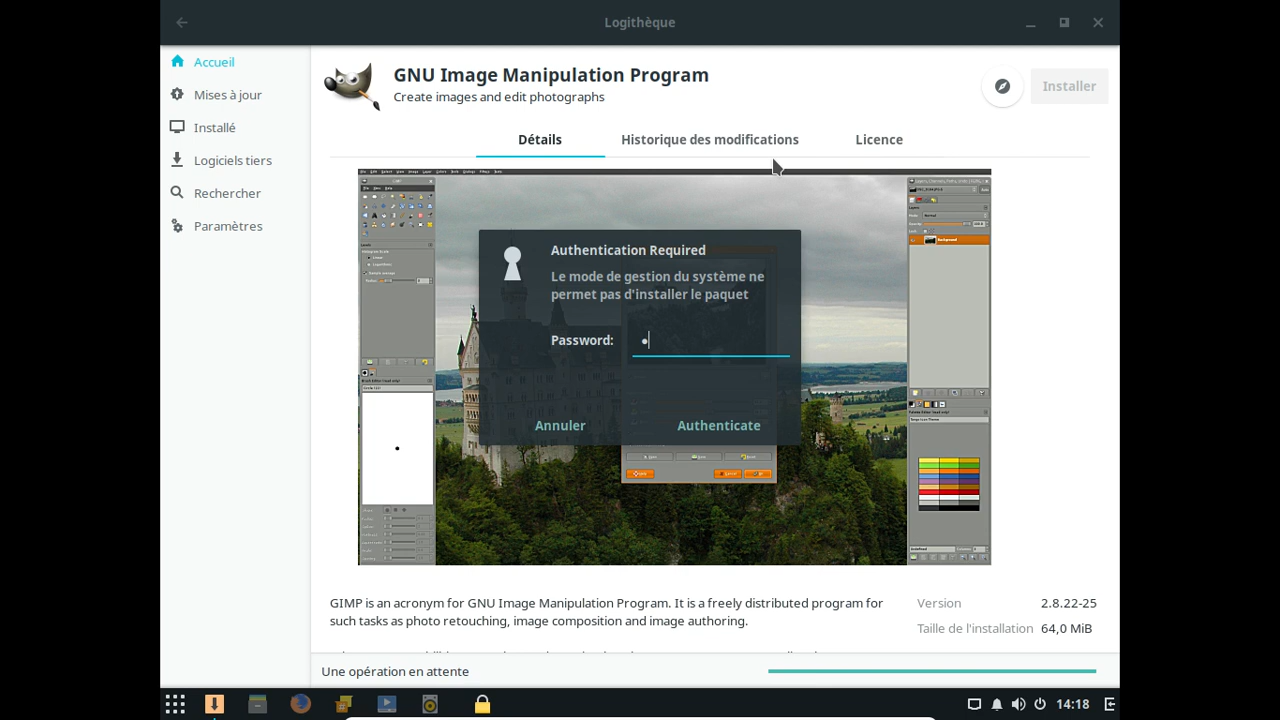 Logithèque
Accueil
Mises à jour
Installé
Logiciels tiers
Rechercher
Paramètres
GNU Image Manipulation Program
Create images and edit photographs
Installer
Détails
Historique des modifications
Licence
Authentication Required
Le mode de gestion du système ne
permet pas d'installer le paquet
Password:
Annuler
Authenticate
GIMP is an acronym for GNU Image Manipulation Program. It is a freely distributed program for
such tasks as photo retouching, image composition and image authoring.
Version 2.8.22-25
Taille de l'installation 64,0 MiB
Une opération en attente
14:18